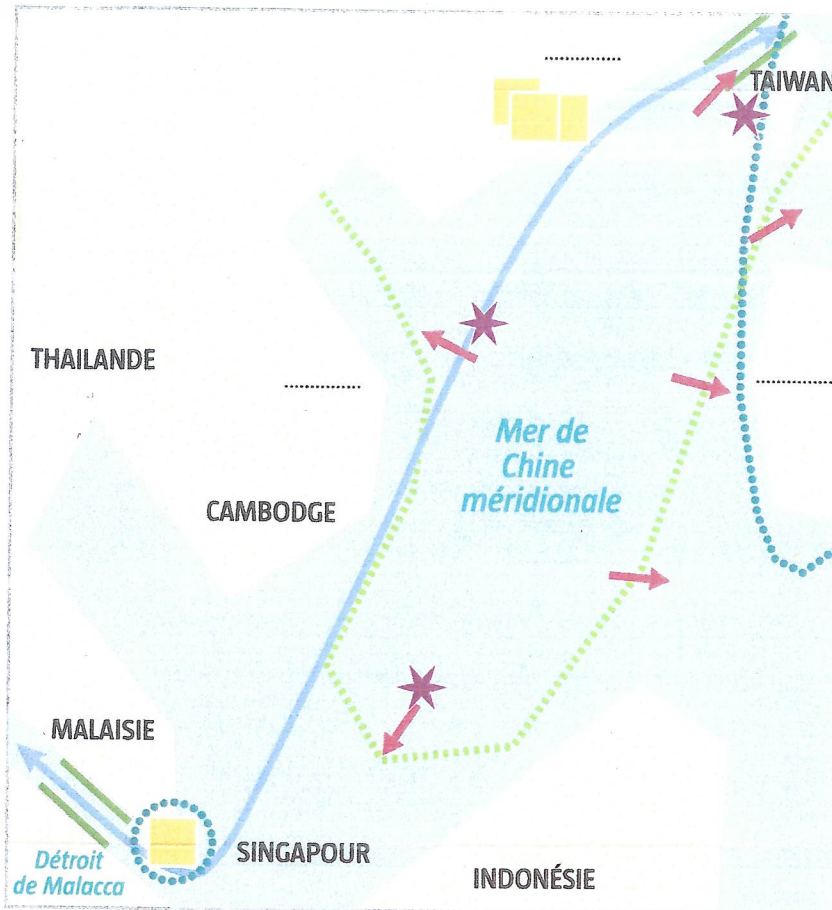 TAIWAN
THAILANDE
Mer de
Chine
méridionale
CAMBODGE
MALAISIE
SINGAPOUR
Détroit
de Malacca
INDONÉSIE